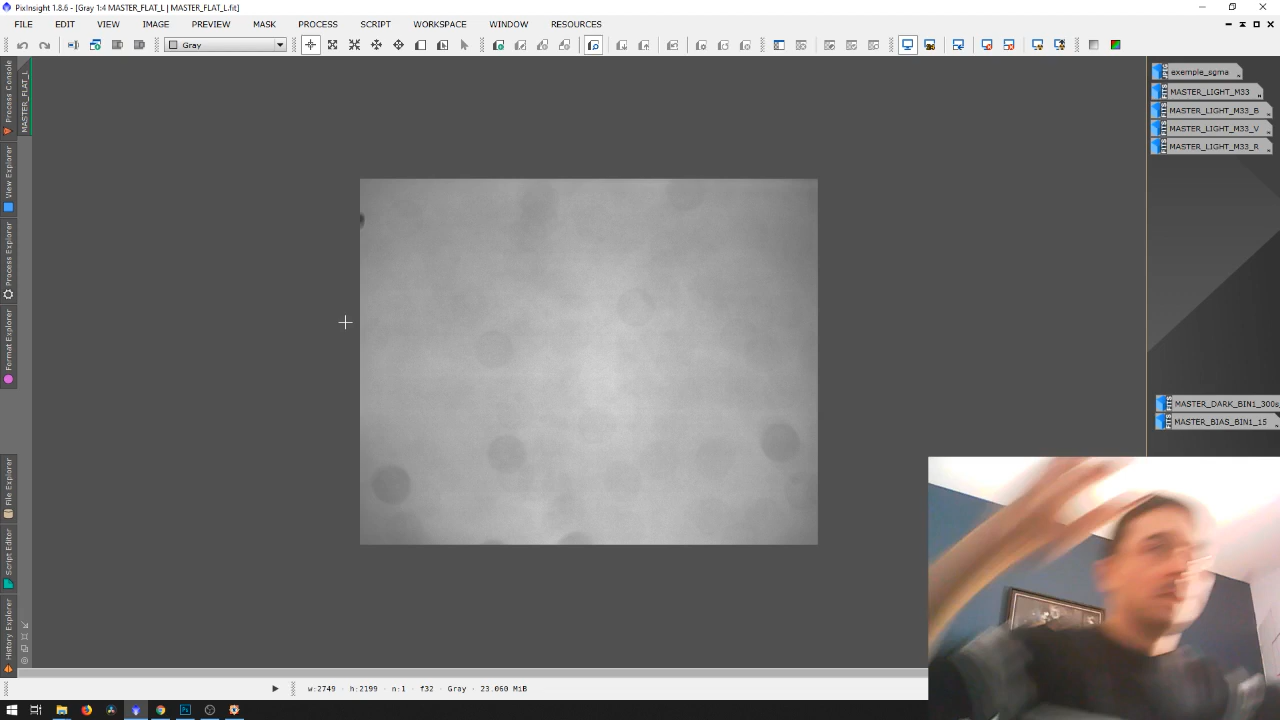 PixInsight 1.8.6 - [Gray 1:4 MASTER_FLAT_L | MASTER_FLAT_L.fit]
FILE EDIT VIEW IMAGE PREVIEW MASK PROCESS SCRIPT WORKSPACE WINDOW RESOURCES
Gray
Process Console
View Explorer
Process Explorer
Format Explorer
File Explorer
Script Editor
History Explorer
MASTER_FLAT_L
exemple_sgma
MASTER_LIGHT_M33
MASTER_LIGHT_M33_B
MASTER_LIGHT_M33_V
MASTER_LIGHT_M33_R
MASTER_DARK_BIN1_300s
MASTER_BIAS_BIN1_15
w:2749 · h:2199 · n:1 · f32 · Gray · 23.060 MiB